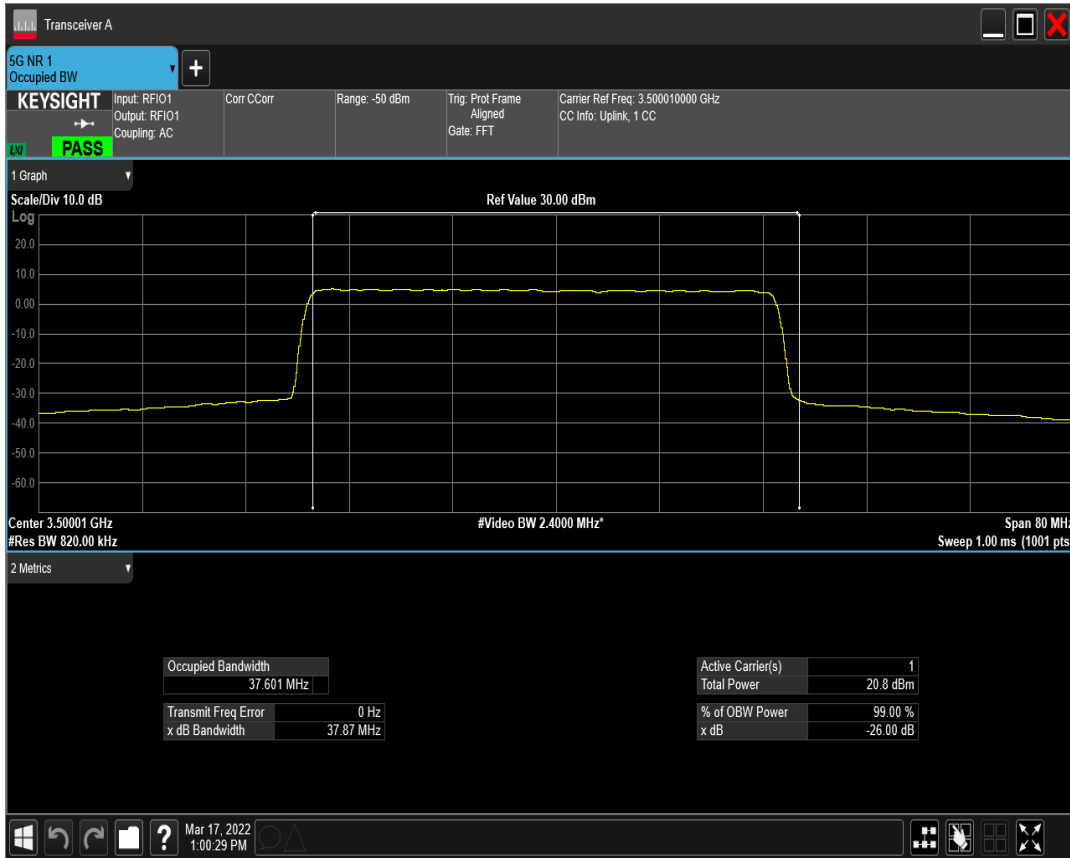 Transceiver A
5G NR 1
Occupied BW
+
KEYSIGHT
LXI
PASS
Input: RFIO1
Output: RFIO1
Coupling: AC
Corr CCorr
Range: -50 dBm
Trig: Prot Frame
Aligned
Gate: FFT
Carrier Ref Freq: 3.500010000 GHz
CC Info: Uplink, 1 CC
1 Graph
Scale/Div 10.0 dB
Ref Value 30.00 dBm
Log
20.0
10.0
0.00
-10.0
-20.0
-30.0
-40.0
-50.0
-60.0
Center 3.50001 GHz
#Video BW 2.4000 MHz*
Span 80 MHz
#Res BW 820.00 kHz
Sweep 1.00 ms (1001 pts
2 Metrics
Occupied Bandwidth
37.601 MHz
Transmit Freq Error 0 Hz
x dB Bandwidth 37.87 MHz
Active Carrier(s) 1
Total Power 20.8 dBm
% of OBW Power 99.00 %
x dB -26.00 dB
?
Mar 17, 2022
1:00:29 PM